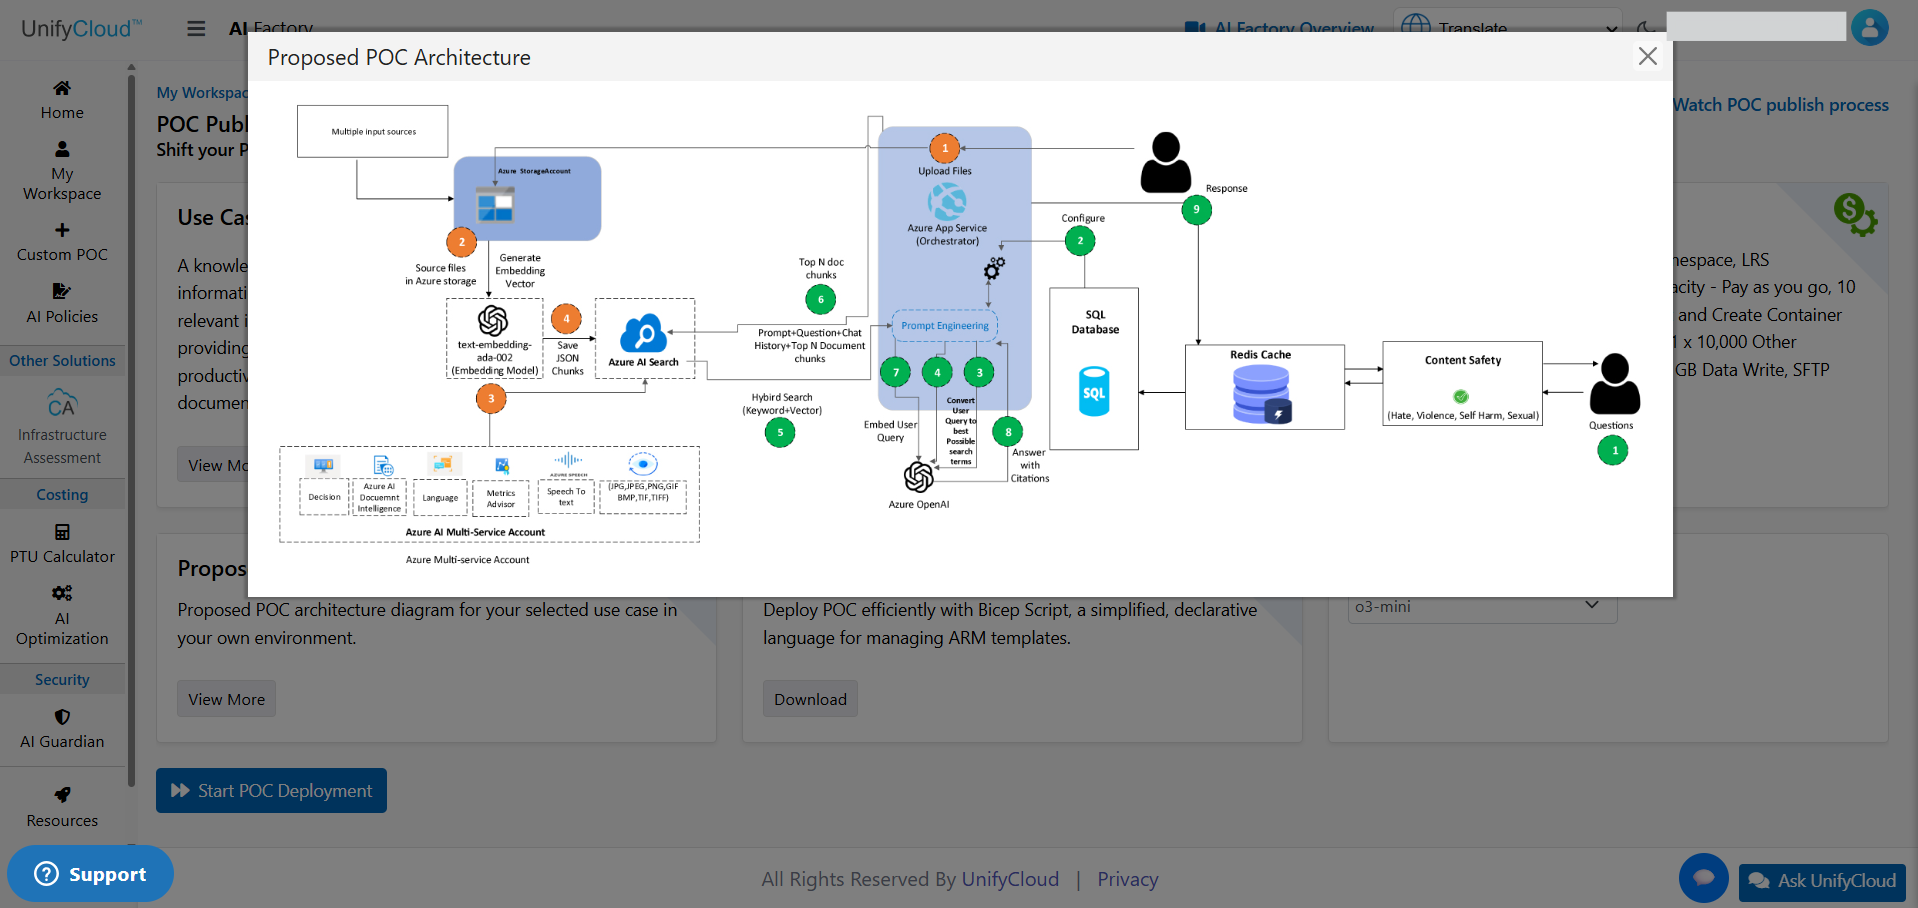 UnifyCloud™
AI Factory
AI Factory Overview
Translate
Home
My
Workspace
Custom POC
AI Policies
Other Solutions
Infrastructure
Assessment
Costing
PTU Calculator
AI
Optimization
Security
AI Guardian
Resources
Support
My Workspac
POC Publ
Shift your P
Watch POC publish process
Use Cas
A knowle
informati
relevant i
providing
productiv
documen
View Mo
espace, LRS
acity - Pay as you go, 10
and Create Container
1 x 10,000 Other
GB Data Write, SFTP
Proposed POC Architecture
Multiple input sources
Azure StorageAccount
2
Source files
in Azure storage
Generate
Embedding
Vector
text-embedding-
ada-002
(Embedding Model)
4
Save
JSON
Chunks
Azure AI Search
3
Decision
Azure AI
Docuemnt
Intelligence
Language
Metrics
Advisor
AZURE SPEECH
Speech To
text
(JPG,JPEG,PNG,GIF
BMP,TIF,TIFF)
Azure AI Multi-Service Account
Azure Multi-service Account
Top N doc
chunks
6
Prompt+Question+Chat
History+Top N Document
chunks
Hybird Search
(Keyword+Vector)
5
1
Upload Files
Azure App Service
(Orchestrator)
Prompt Engineering
7
4
3
Embed User
Query
Convert
User
Query to
best
Possible
search
terms
8
Answer
with
Citations
Azure OpenAI
Configure
2
SQL
Database
SQL
Response
9
Redis Cache
Content Safety
(Hate, Violence, Self Harm, Sexual)
Questions
1
Propos
Proposed POC architecture diagram for your selected use case in
your own environment.
View More
Deploy POC efficiently with Bicep Script, a simplified, declarative
language for managing ARM templates.
Download
o3-mini
Start POC Deployment
All Rights Reserved By UnifyCloud | Privacy
Ask UnifyCloud